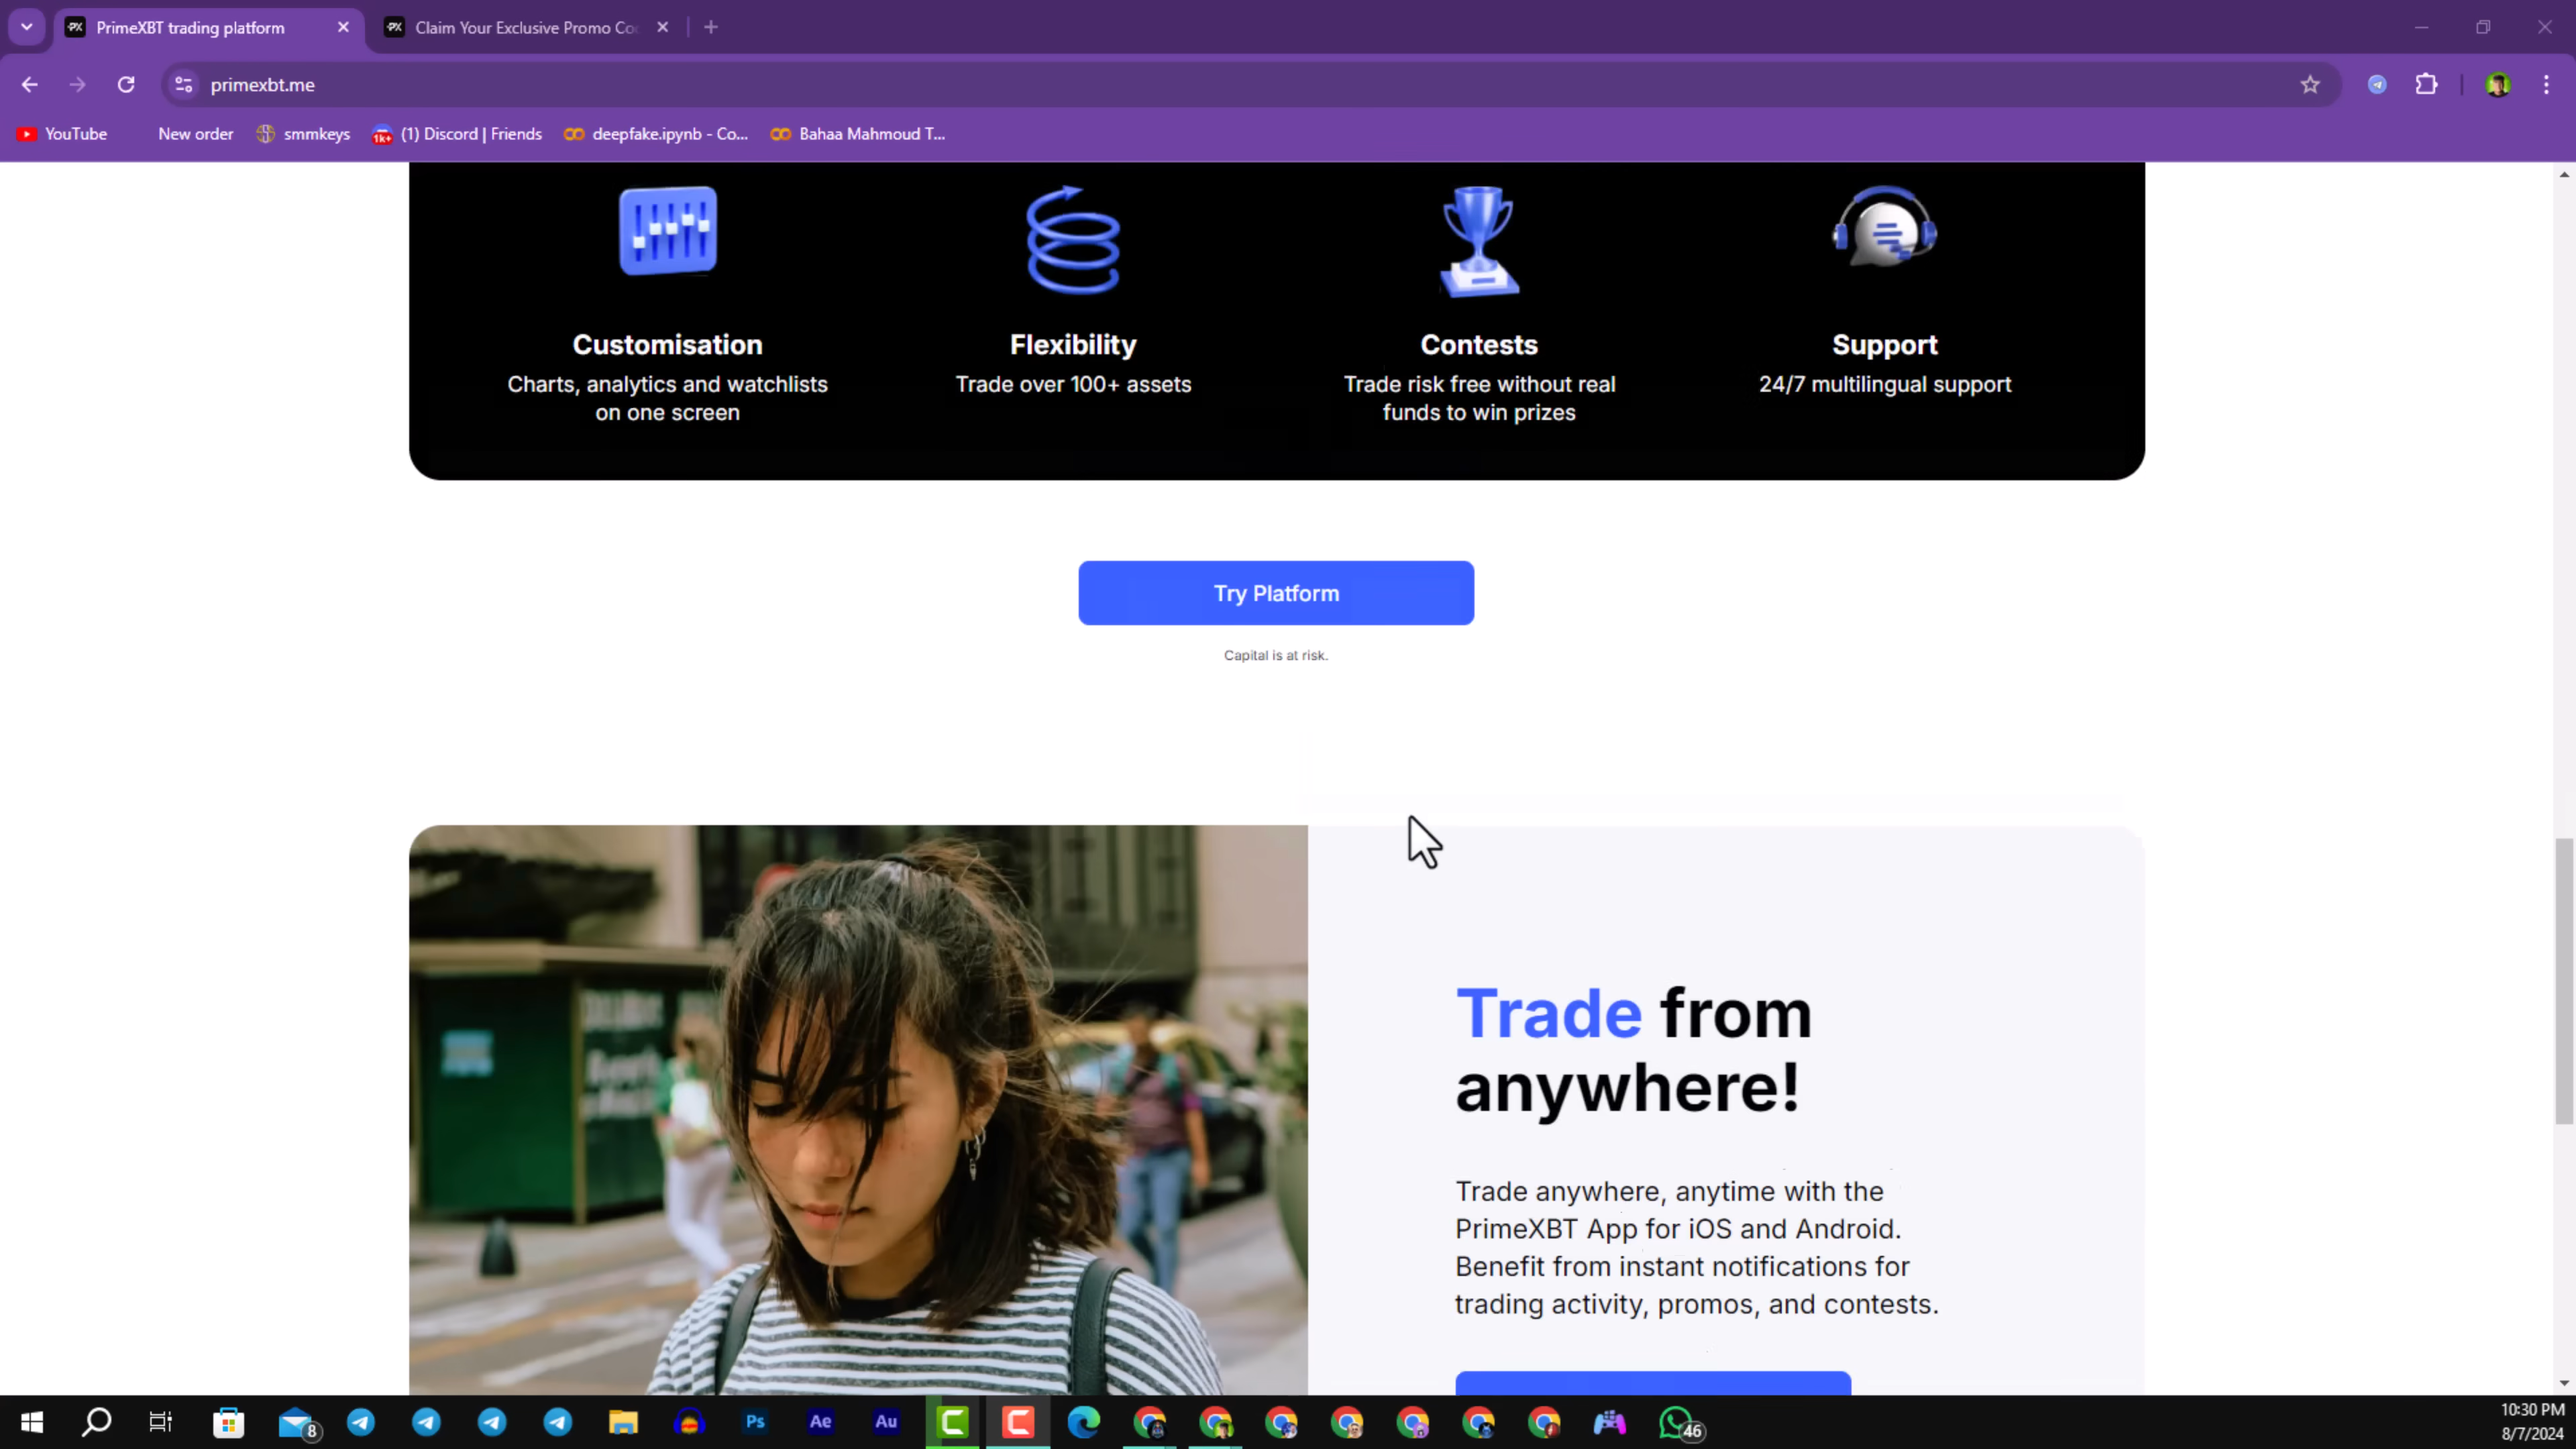 PrimeXBT trading platform
Claim Your Exclusive Promo Co
primexbt.me
YouTube
New order
smmkeys
(1) Discord | Friends
deepfake.ipynb - Co...
Bahaa Mahmoud T...
1k+
Customisation
Charts, analytics and watchlists
on one screen
Flexibility
Trade over 100+ assets
Contests
Trade risk free without real
funds to win prizes
Support
24/7 multilingual support
Try Platform
Capital is at risk.
Trade from
anywhere!
Trade anywhere, anytime with the
PrimeXBT App for iOS and Android.
Benefit from instant notifications for
trading activity, promos, and contests.
8
Ps
Ae
Au
46
10:30 PM
8/7/2024